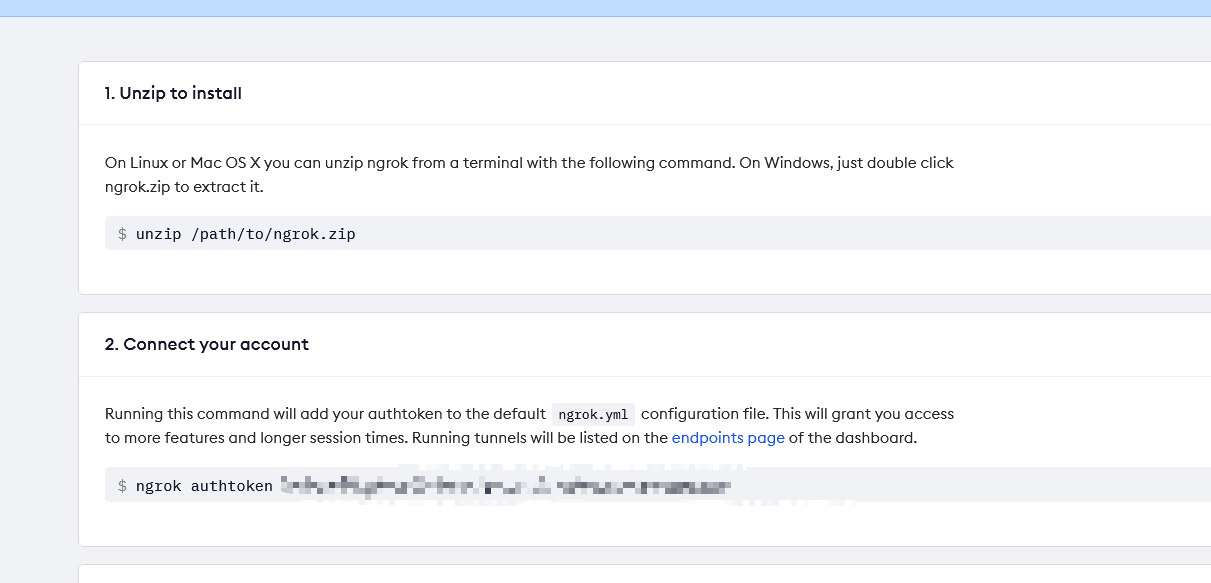 1. Unzip to install
On Linux or Mac OS X you can unzip ngrok from a terminal with the following command. On Windows, just double click
ngrok.zip to extract it.
$ unzip /path/to/ngrok.zip
2. Connect your account
Running this command will add your authtoken to the default ngrok.yml configuration file. This will grant you access
to more features and longer session times. Running tunnels will be listed on the endpoints page of the dashboard.
$ ngrok authtoken